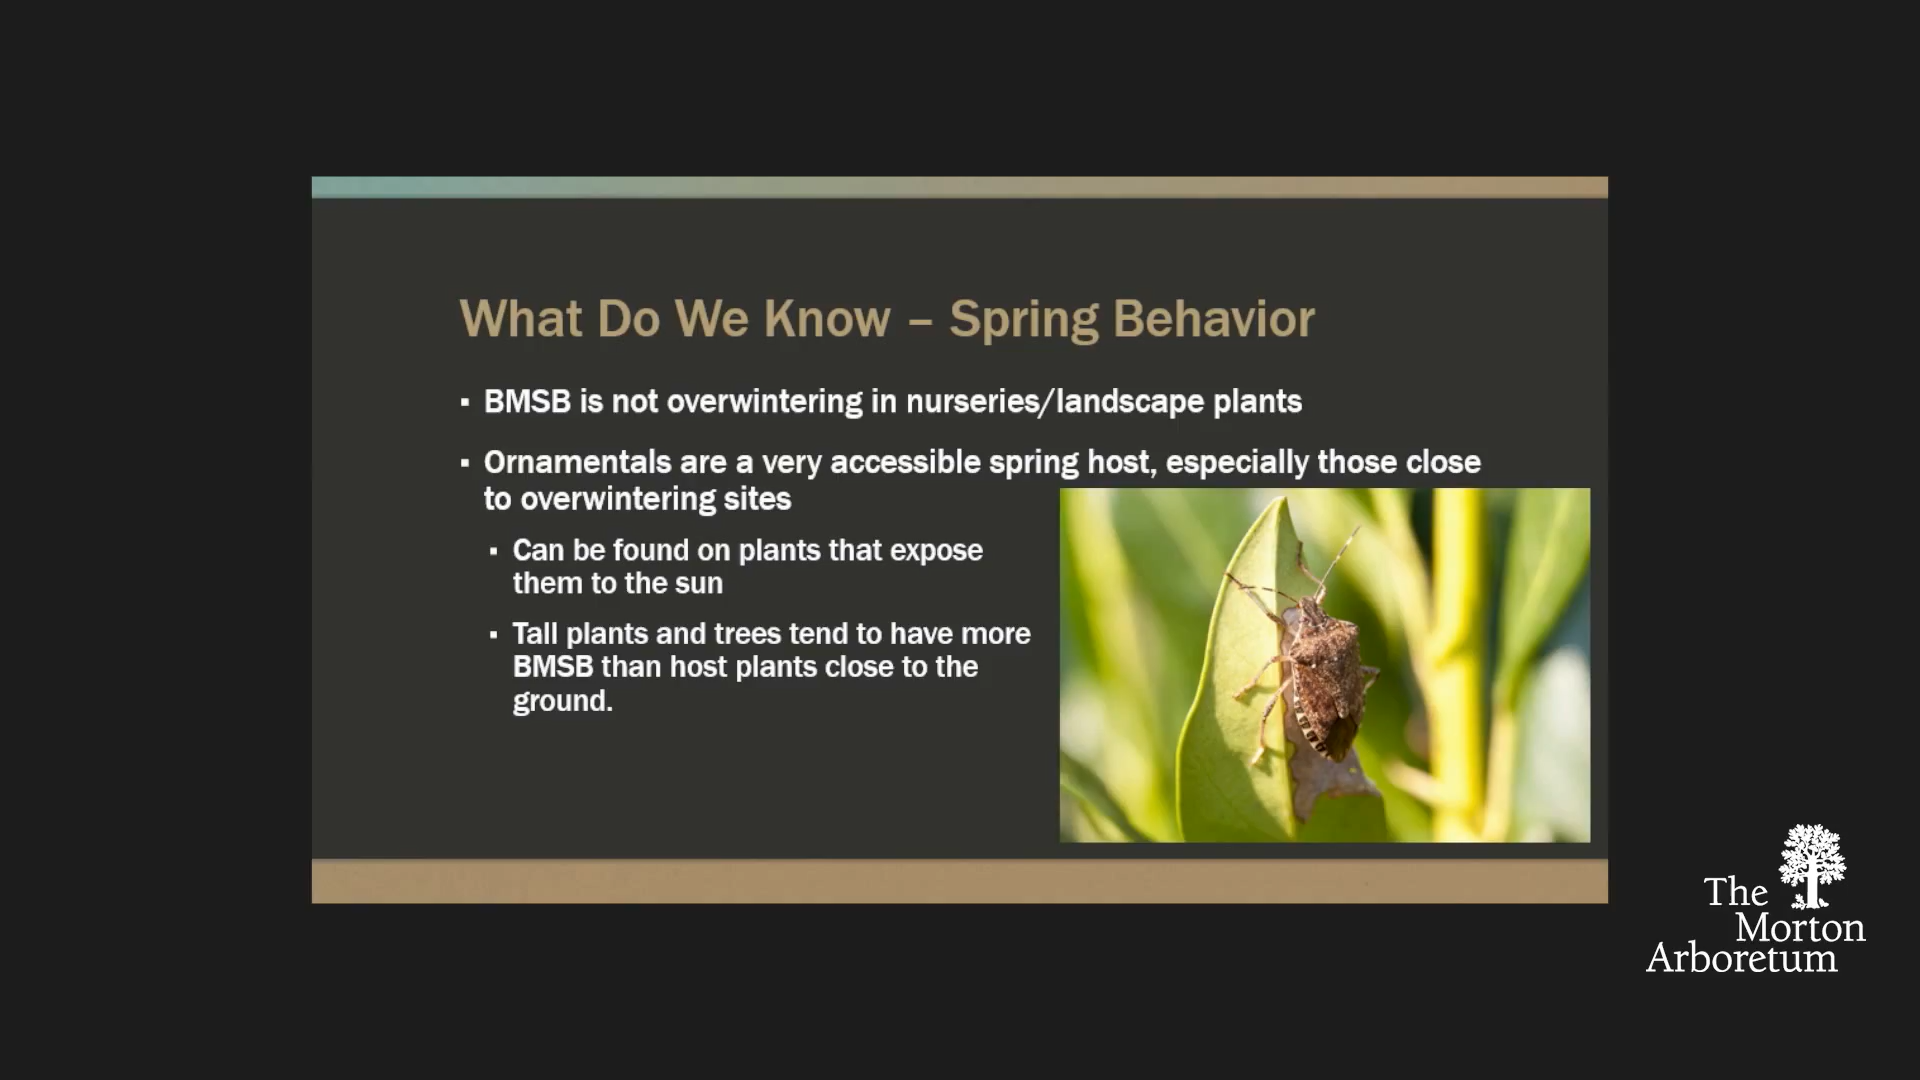 What Do We Know – Spring Behavior
▪ BMSB is not overwintering in nurseries/landscape plants
▪ Ornamentals are a very accessible spring host, especially those close
to overwintering sites
▪ Can be found on plants that expose
them to the sun
▪ Tall plants and trees tend to have more
BMSB than host plants close to the
ground.
The
Morton
Arboretum